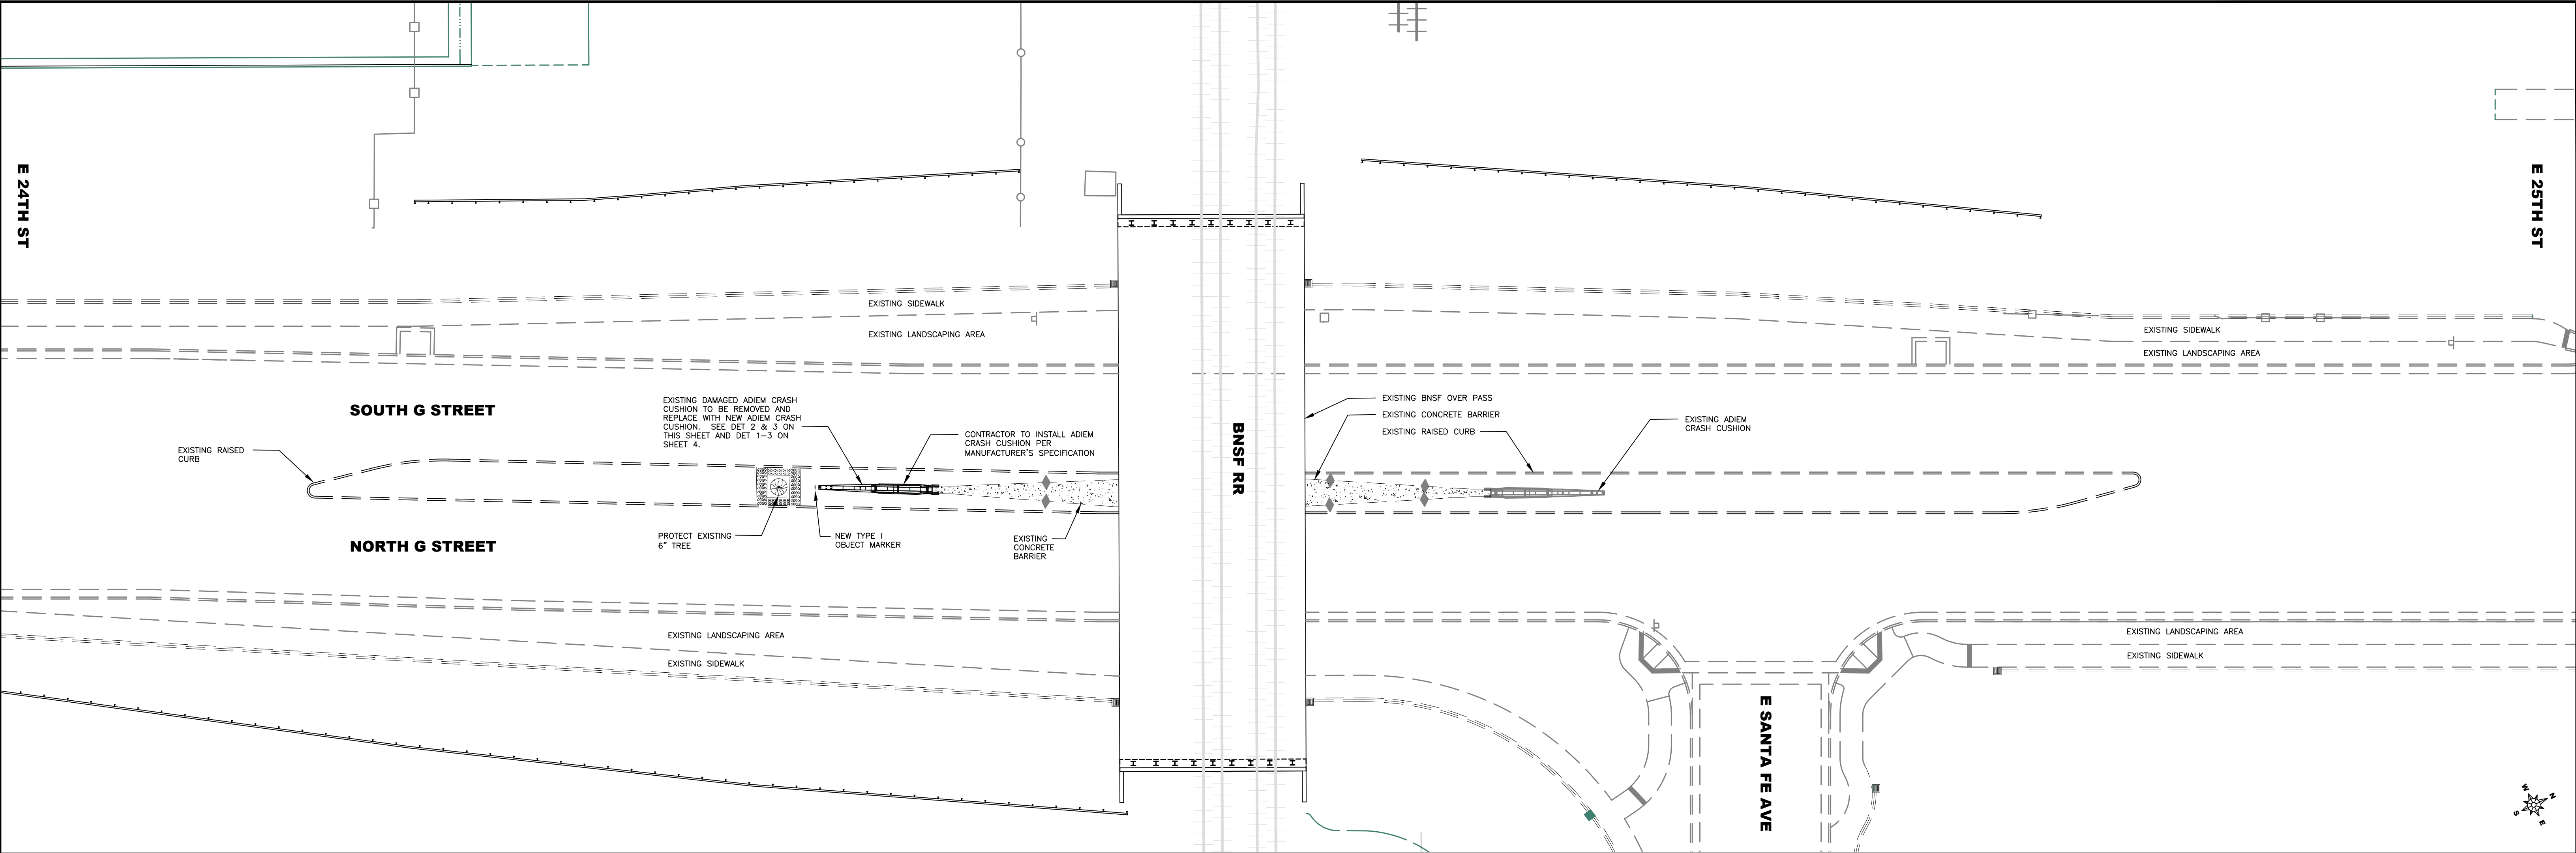 E 24TH ST
E 25TH ST
EXISTING SIDEWALK
EXISTING LANDSCAPING AREA
EXISTING SIDEWALK
EXISTING LANDSCAPING AREA
SOUTH G STREET
EXISTING DAMAGED ADIEM CRASH
CUSHION TO BE REMOVED AND
REPLACE WITH NEW ADIEM CRASH
CUSHION. SEE DET 2 & 3 ON
THIS SHEET AND DET 1-3 ON
SHEET 4.
CONTRACTOR TO INSTALL ADIEM
CRASH CUSHION PER
MANUFACTURER'S SPECIFICATION
BNSF RR
EXISTING BNSF OVER PASS
EXISTING CONCRETE BARRIER
EXISTING RAISED CURB
EXISTING ADIEM
CRASH CUSHION
EXISTING RAISED
CURB
NORTH G STREET
PROTECT EXISTING
6" TREE
NEW TYPE I
OBJECT MARKER
EXISTING
CONCRETE
BARRIER
EXISTING LANDSCAPING AREA
EXISTING SIDEWALK
EXISTING LANDSCAPING AREA
EXISTING SIDEWALK
E SANTA FE AVE
W
N
S
E